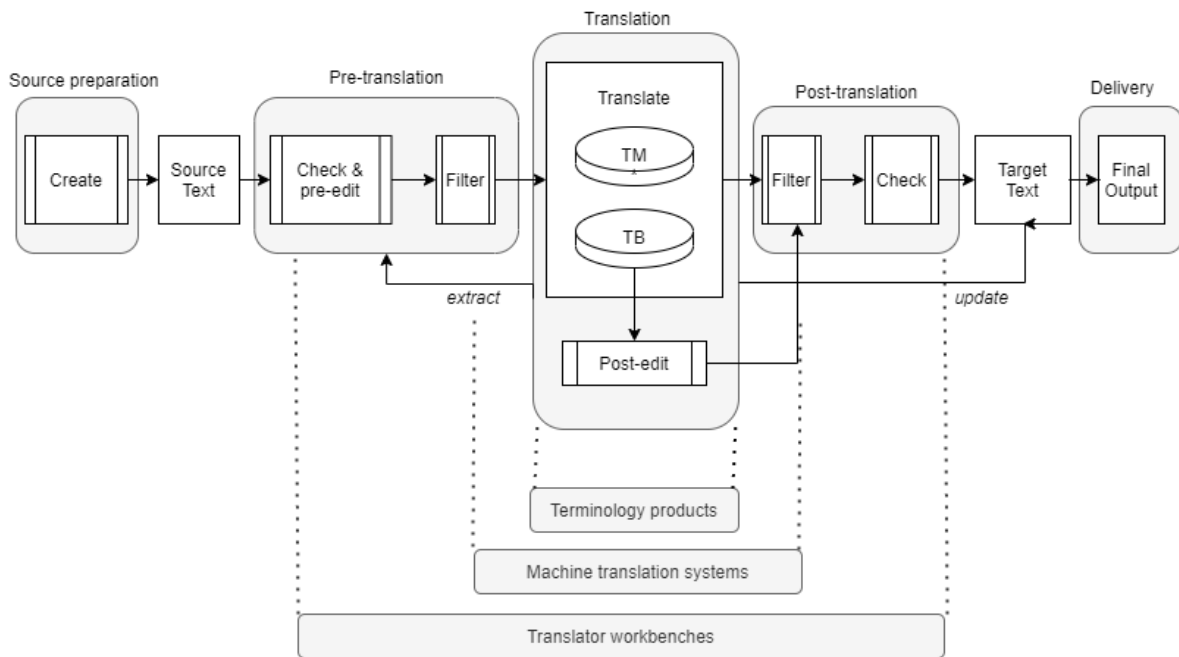 Translation
Source preparation
Pre-translation
Post-translation
Delivery
Translate
Create
Source
Text
Check &
pre-edit
Filter
TM
*
TB
Filter
Check
Target
Text
Final
Output
extract
update
Post-edit
Terminology products
Machine translation systems
Translator workbenches